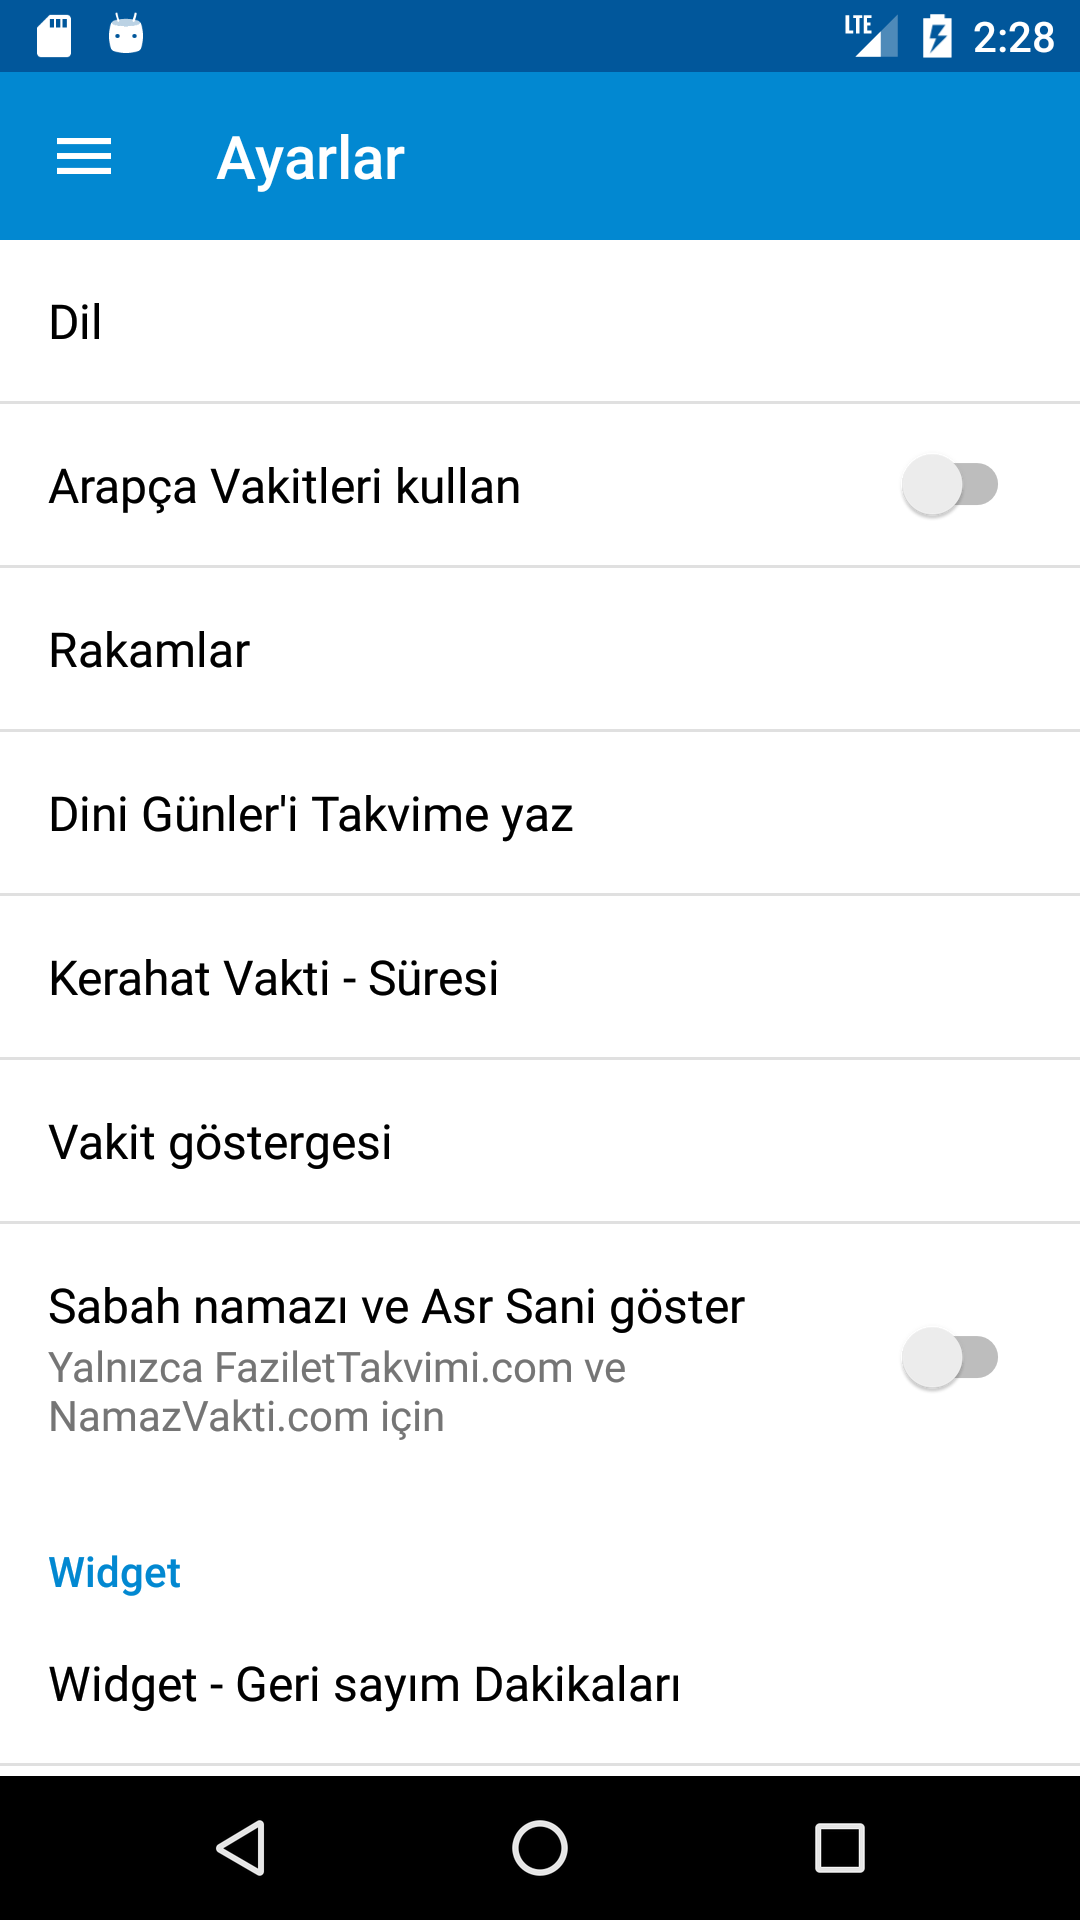 LTE 2:28
Ayarlar
Dil
Arapça Vakitleri kullan
Rakamlar
Dini Günler'i Takvime yaz
Kerahat Vakti - Süresi
Vakit göstergesi
Sabah namazı ve Asr Sani göster
Yalnızca FaziletTakvimi.com ve
NamazVakti.com için
Widget
Widget - Geri sayım Dakikaları